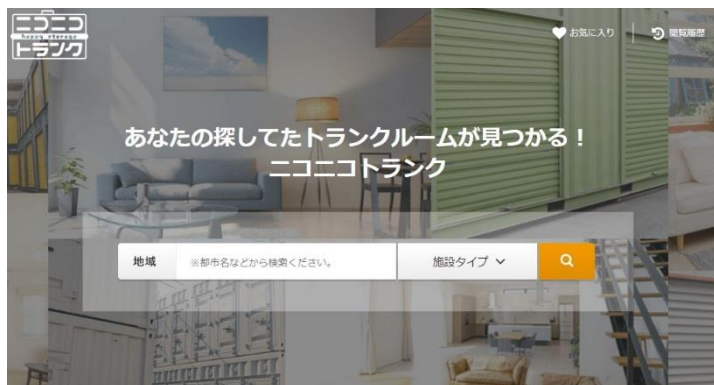 ニコニコ
happy storage
トランク
お気に入り
閲覧履歴
あなたの探してたトランクルームが見つかる！
ニコニコトランク
地域
※都市名などから検索ください。
施設タイプ